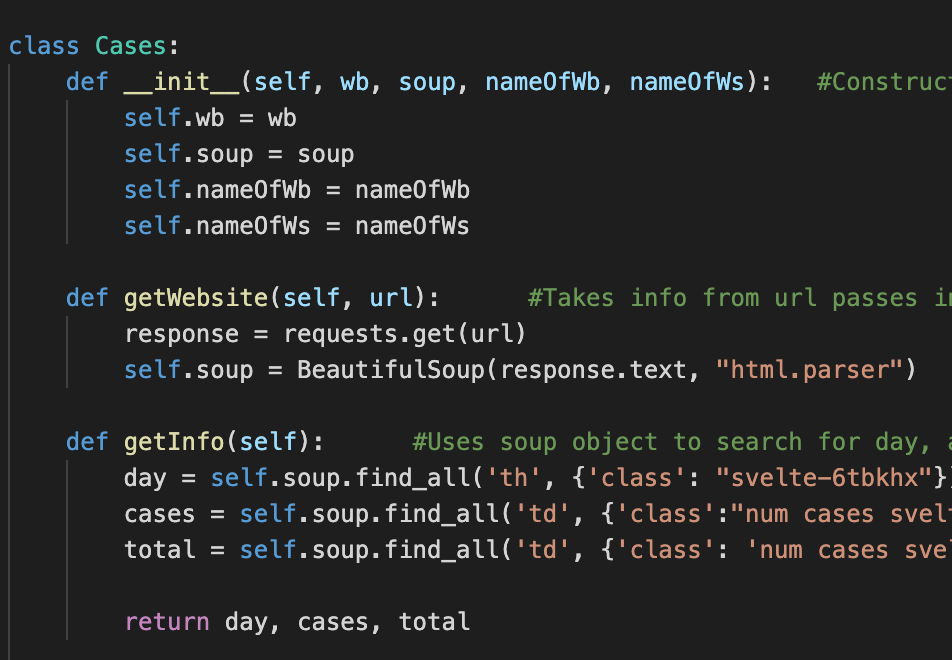 class Cases:
    def __init__(self, wb, soup, nameOfWb, nameOfWs):   #Construc
        self.wb = wb
        self.soup = soup
        self.nameOfWb = nameOfWb
        self.nameOfWs = nameOfWs
    def getWebsite(self, url):      #Takes info from url passes
        response = requests.get(url)
        self.soup = BeautifulSoup(response.text, "html.parser")
    def getInfo(self):      #Uses soup object to search for day,
        day = self.soup.find_all('th', {'class': "svelte-6tbkhx"}
        cases = self.soup.find_all('td', {'class':"num cases svel
        total = self.soup.find_all('td', {'class': 'num cases sve
        return day, cases, total